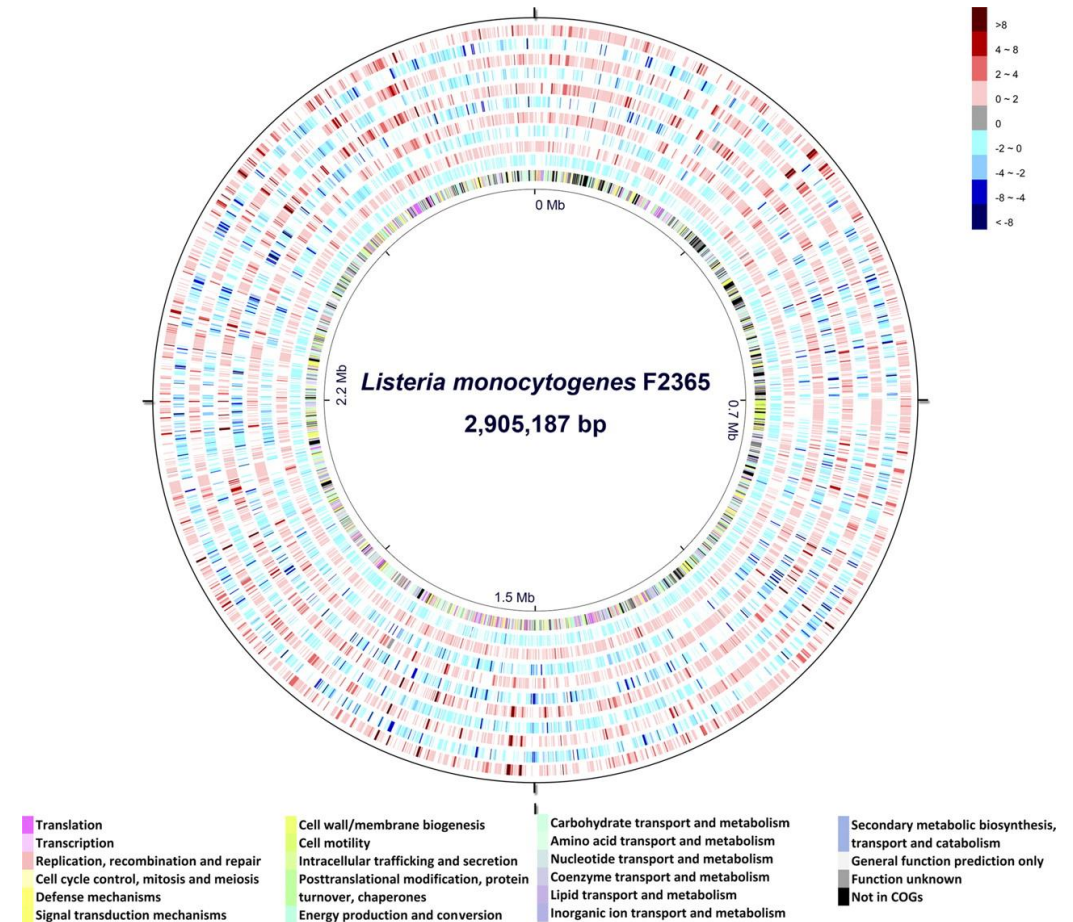 >8
4 ~ 8
2 ~ 4
0 ~ 2
0
-2 ~ 0
-4 ~ -2
-8 ~ -4
< -8
0 Mb
0.7 Mb
1.5 Mb
2.2 Mb
Listeria monocytogenes F2365
2,905,187 bp
Translation
Transcription
Replication, recombination and repair
Cell cycle control, mitosis and meiosis
Defense mechanisms
Signal transduction mechanisms
Cell wall/membrane biogenesis
Cell motility
Intracellular trafficking and secretion
Posttranslational modification, protein
turnover, chaperones
Energy production and conversion
Carbohydrate transport and metabolism
Amino acid transport and metabolism
Nucleotide transport and metabolism
Coenzyme transport and metabolism
Lipid transport and metabolism
Inorganic ion transport and metabolism
Secondary metabolic biosynthesis,
transport and catabolism
General function prediction only
Function unknown
Not in COGs